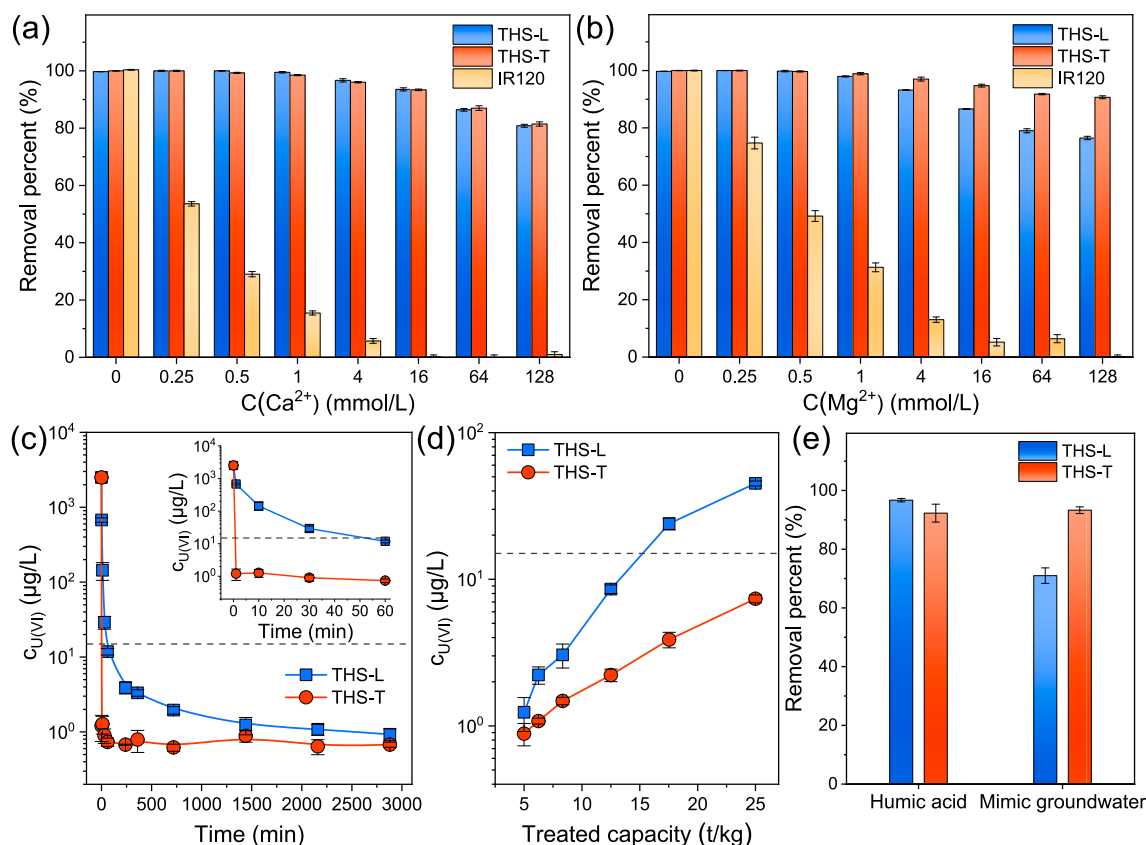 (a)
THS-L
THS-T
IR120
Removal percent (%)
100
80
60
40
20
0
0 0.25 0.5 1 4 16 64 128
C(Ca²⁺) (mmol/L)
(b)
THS-L
THS-T
IR120
Removal percent (%)
100
80
60
40
20
0
0 0.25 0.5 1 4 16 64 128
C(Mg²⁺) (mmol/L)
(c)
c_U(VI) (µg/L)
10⁴
10³
10²
10¹
10⁰
0 500 1000 1500 2000 2500 3000
Time (min)
THS-L
THS-T
c_U(VI) (µg/L)
10⁴
10³
10²
10¹
10⁰
0 10 20 30 40 50 60
Time (min)
(d)
THS-L
THS-T
c_U(VI) (µg/L)
10²
10¹
10⁰
5 10 15 20 25
Treated capacity (t/kg)
(e)
THS-L
THS-T
Removal percent (%)
100
80
60
40
20
0
Humic acid Mimic groundwater